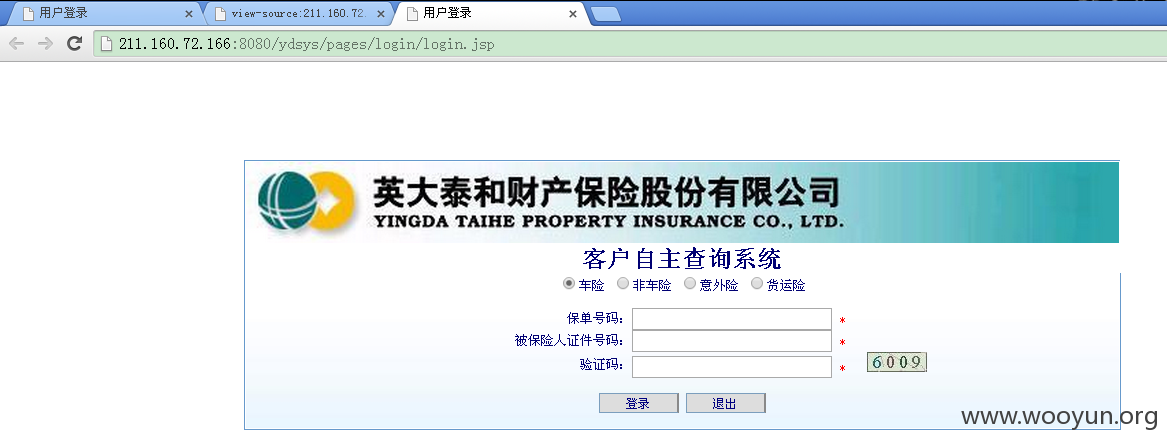 用户登录 view-source:211.160.72. 用户登录
211.160.72.166:8080/ydsys/pages/login/login.jsp
英大泰和财产保险股份有限公司
YINGDA TAIHE PROPERTY INSURANCE CO., LTD.
客户自主查询系统
车险 非车险 意外险 货运险
保单号码: *
被保险人证件号码: *
验证码: * 6009
登录 退出
www.wooyun.org